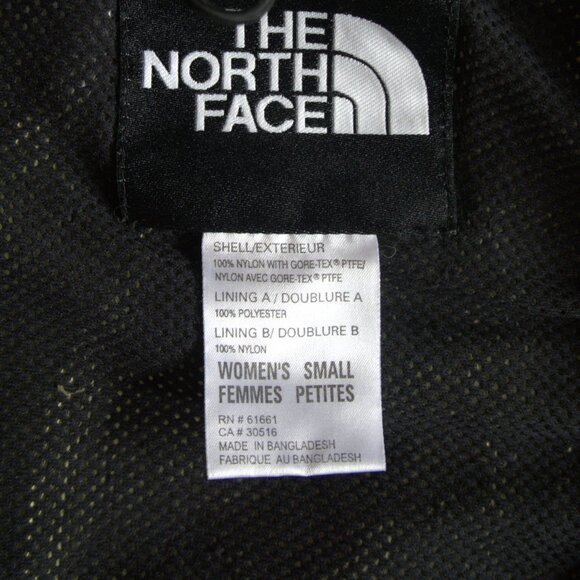 THE
NORTH
FACE
SHELL/EXTERIEUR
100% NYLON WITH GORE-TEX® PTFE/
NYLON AVEC GORE-TEX® PTFE
LINING A / DOUBLURE A
100% POLYESTER
LINING B/ DOUBLURE B
100% NYLON
WOMEN'S SMALL
FEMMES PETITES
RN # 61661
CA # 30516
MADE IN BANGLADESH
FABRIQUE AU BANGLADESH